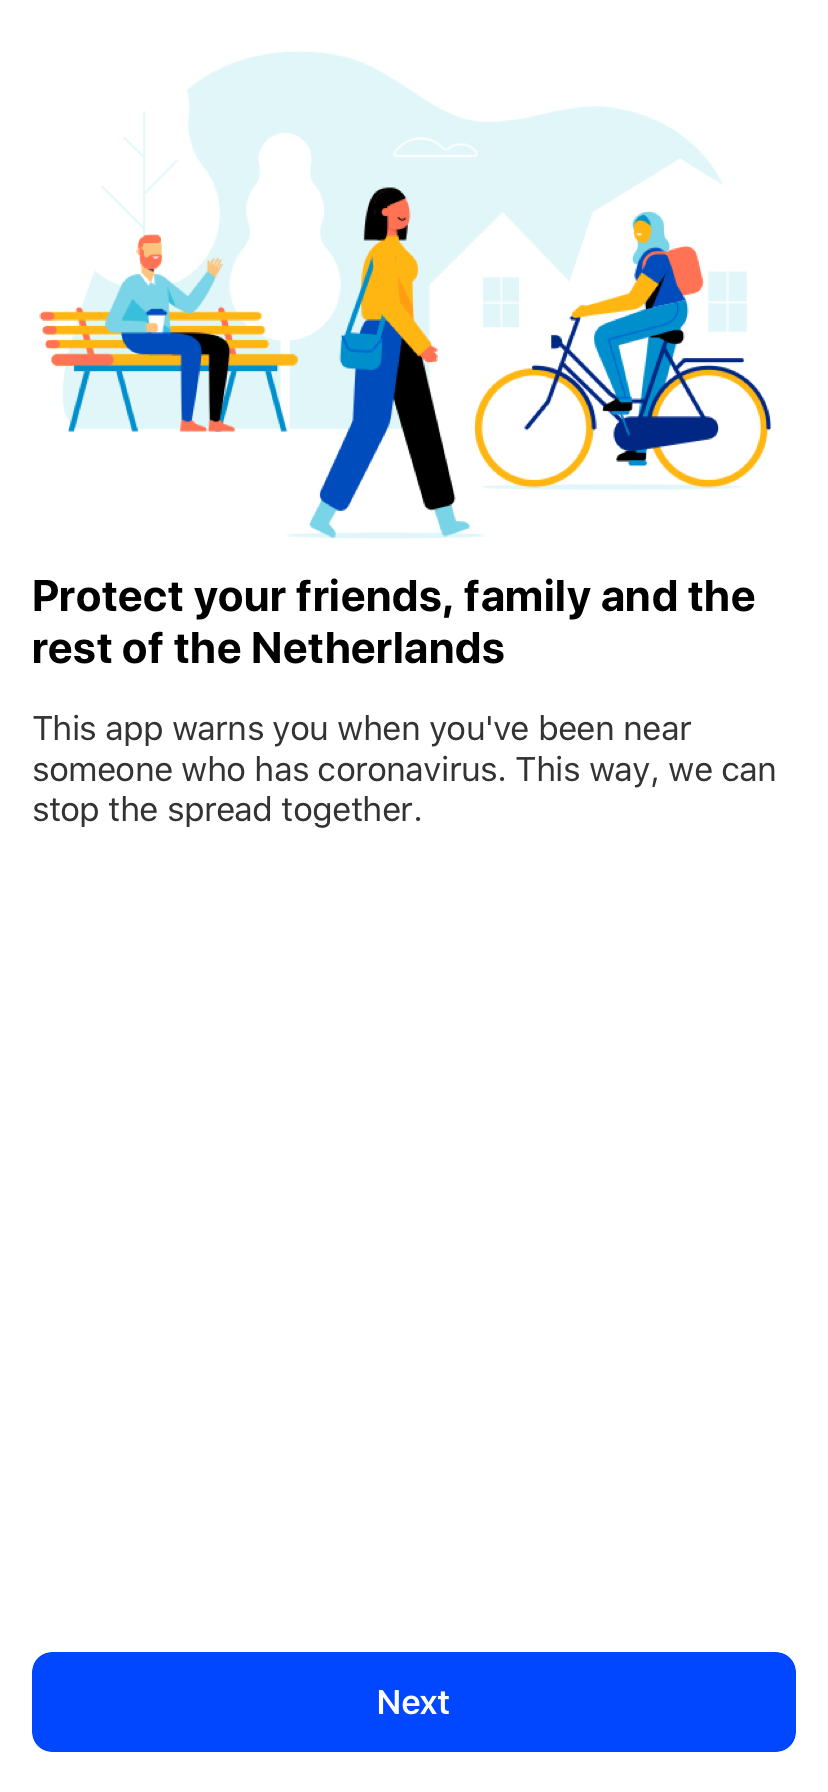 Protect your friends, family and the
rest of the Netherlands
This app warns you when you've been near
someone who has coronavirus. This way, we can
stop the spread together.
Next